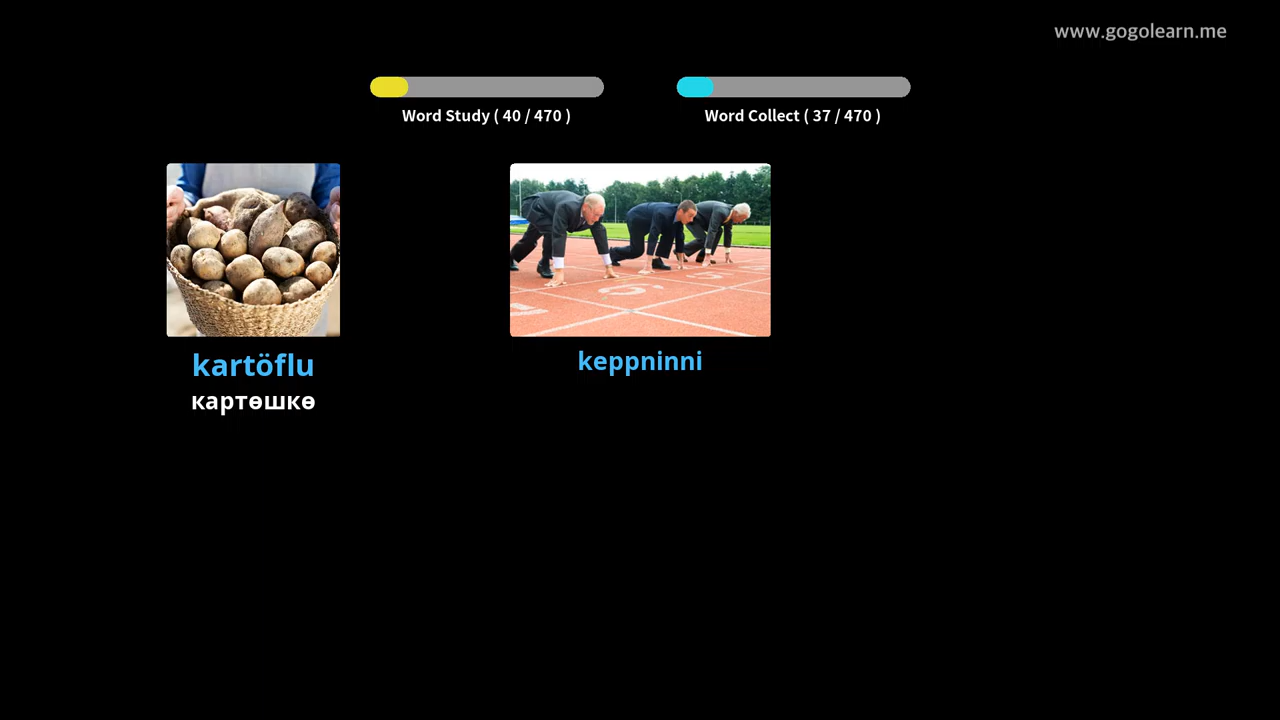 www.gogolearn.me
Word Study ( 40 / 470 )
Word Collect ( 37 / 470 )
kartöflu
картөшкө
keppninni